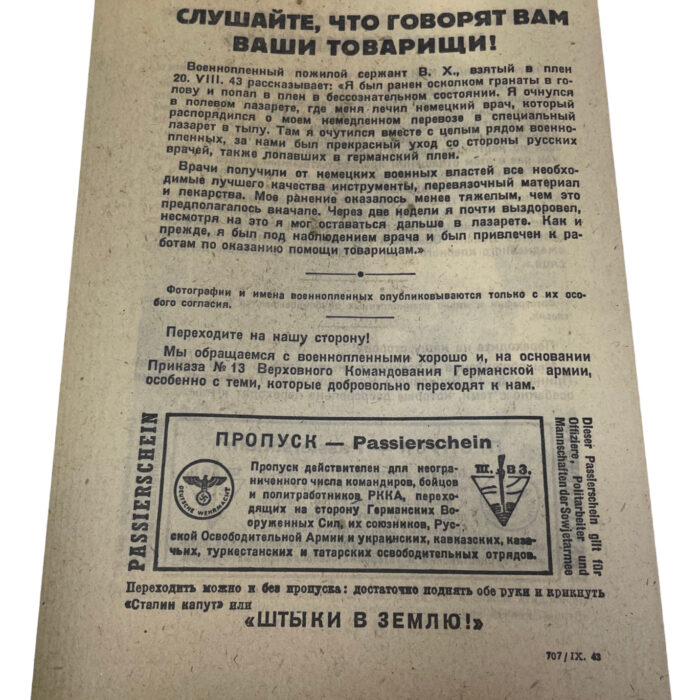 СЛУШАЙТЕ, ЧТО ГОВОРЯТ ВАМ
ВАШИ ТОВАРИЩИ!
Военнопленный пожилой сержант В. Х., взятый в плен
20. VIII. 43 рассказывает: «Я был ранен осколком гранаты в го-
лову и попал в плен в бессознательном состоянии. Я очнулся
в полевом лазарете, где меня лечил немецкий врач, который
распорядился о моем немедленном перевозе в специальный
лазарет в тылу. Там я очутился вместе с целым рядом военно-
пленных, за нами был прекрасный уход со стороны русских
врачей, также попавших в германский плен.
Врачи получили от немецких военных властей все необхо-
димые лучшего качества инструменты, перевязочный материал
и лекарства. Мое ранение оказалось менее тяжелым, чем это
предполагалось вначале. Через две недели я почти выздоровел,
несмотря на это я мог оставаться дальше в лазарете. Как и
прежде, я был под наблюдением врача и был привлечен к ра-
ботам по оказанию помощи товарищам.»
Фотографии и имена военнопленных опубликовываются только с их осо-
бого согласия.
Переходите на нашу сторону!
Мы обращаемся с военнопленными хорошо и, на основании
Приказа № 13 Верховного Командования Германской армии,
особенно с теми, которые добровольно переходят к нам.
PASSIERSCHEIN
ПРОПУСК — Passierschein
DEUTSCHE WEHRMACHT
Пропуск действителен для неогра-
ниченного числа командиров, бойцов
и политработников РККА, перехо-
дящих на сторону Германских Во-
оруженных Сил, их союзников, Рус-
ской Освободительной Армии и украинских, кавказских, каза-
чьих, туркестанских и татарских освободительных отрядов.
Ш. В З.
Dieser Passierschein gilt für
Offiziere, Politarbeiter und
Mannschaften der Sowjetarmee
Переходить можно и без пропуска: достаточно поднять обе руки и крикнуть
«Сталин капут» или
«ШТЫКИ В ЗЕМЛЮ!»
707 / IX. 43